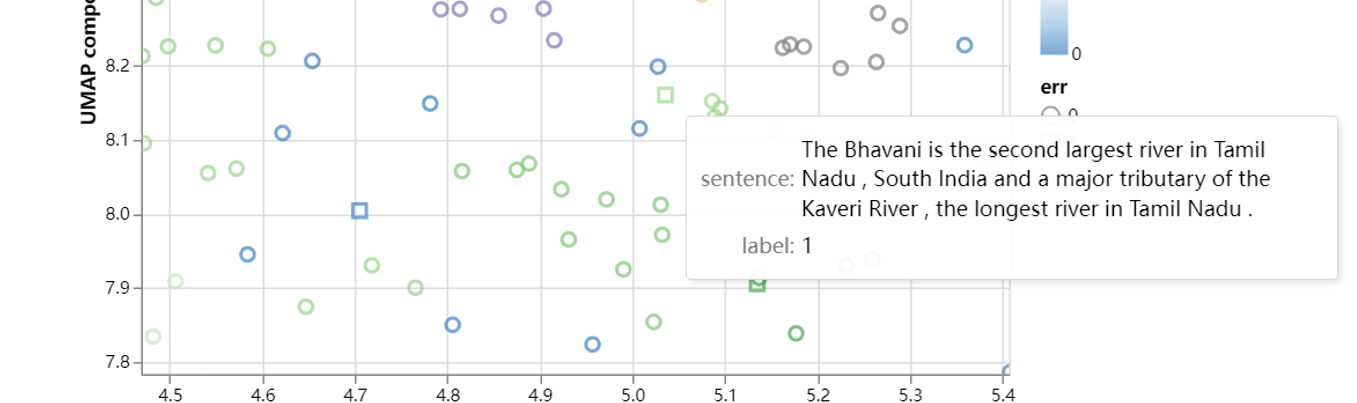 UMAP compo
8.2
8.1
8.0
7.9
7.8
4.5 4.6 4.7 4.8 4.9 5.0 5.1 5.2 5.3 5.4
0
err
0
sentence: The Bhavani is the second largest river in Tamil
Nadu , South India and a major tributary of the
Kaveri River , the longest river in Tamil Nadu .
label: 1